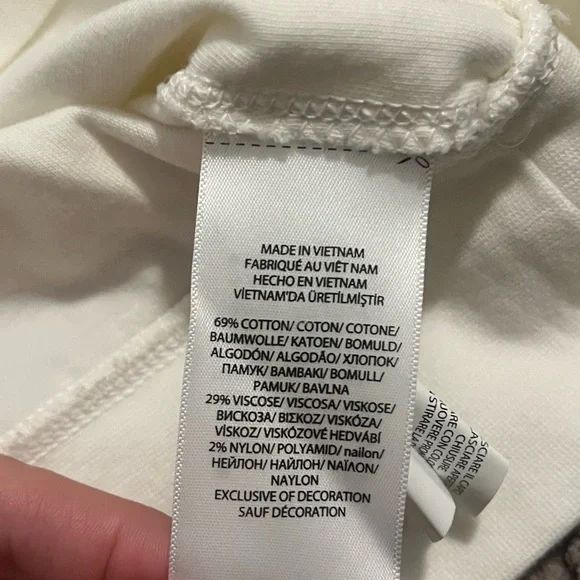 MADE IN VIETNAM
FABRIQUÉ AU VIÊT NAM
HECHO EN VIETNAM
VİETNAM'DA ÜRETİLMİŞTİR
69% COTTON/ COTON/ COTONE/
BAUMWOLLE/ KATOEN/ BOMULD/
ALGODÓN/ ALGODÃO/ ХЛОПОК/
ПАМУК/ BAMBAKI/ BOMULL/
PAMUK/ BAVLNA
29% VISCOSE/ VISCOSA/ VISKOSE/
ВИСКОЗА/ ΒΙΣΚΟΖ/ VISKÓZA/
VİSKOZ/ VISKÓZOVÉ HEDVÁBÍ
2% NYLON/ POLYAMID/ nailon/
НЕЙЛОН/ НАЙЛОН/ ΝΑΪΛΟΝ/
NAYLON
EXCLUSIVE OF DECORATION
SAUF DÉCORATION